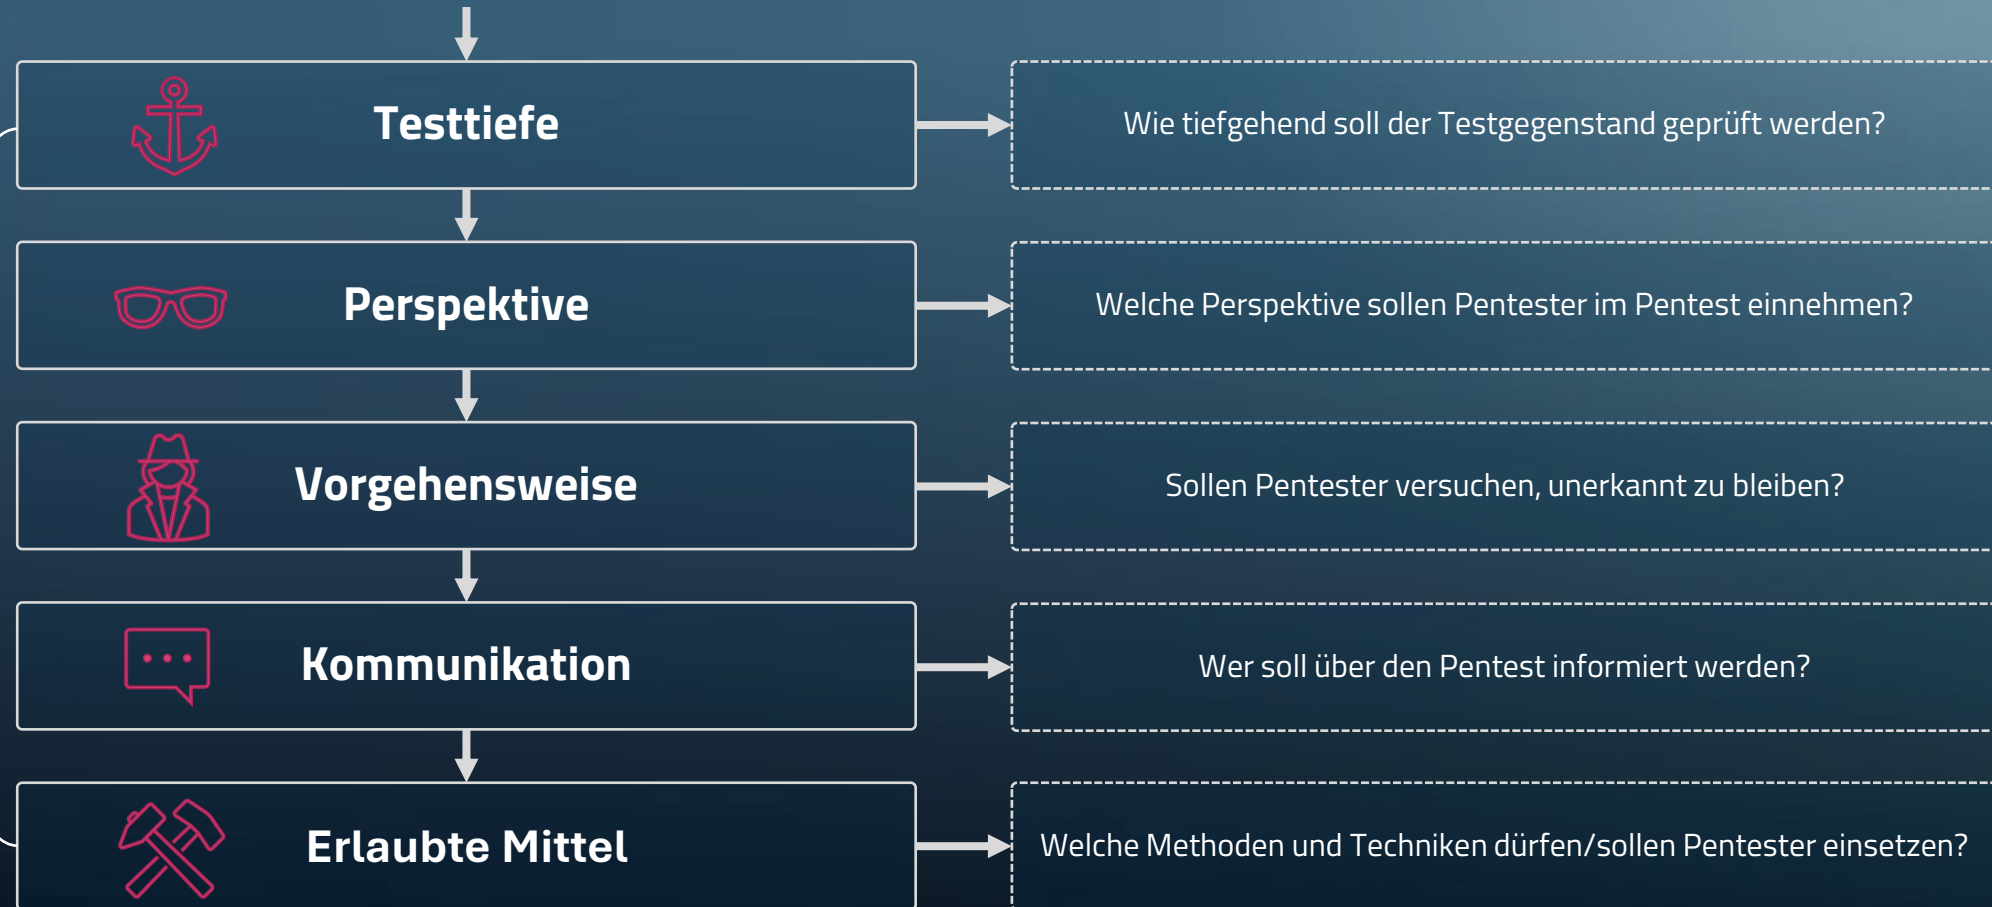 Testtiefe
Wie tiefgehend soll der Testgegenstand geprüft werden?
Perspektive
Welche Perspektive sollen Pentester im Pentest einnehmen?
Vorgehensweise
Sollen Pentester versuchen, unerkannt zu bleiben?
Kommunikation
Wer soll über den Pentest informiert werden?
Erlaubte Mittel
Welche Methoden und Techniken dürfen/sollen Pentester einsetzen?